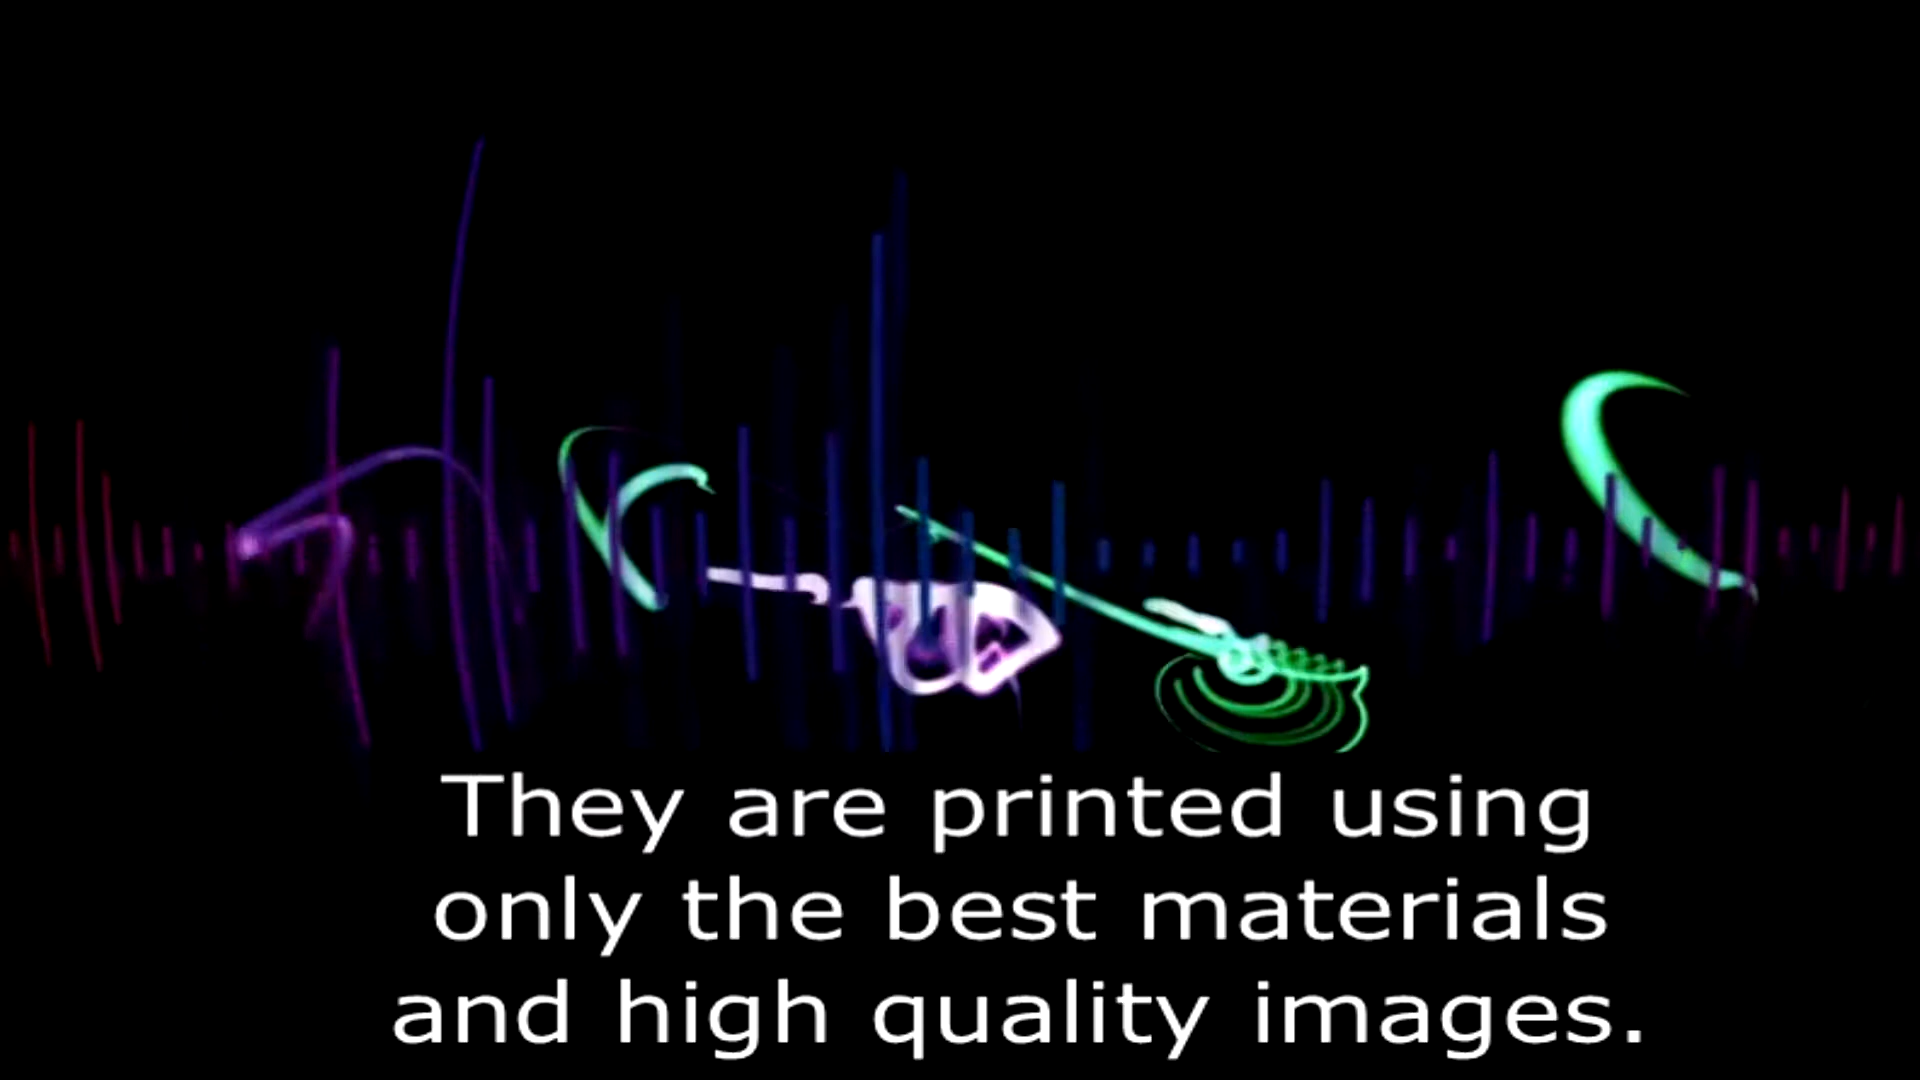 They are printed using
only the best materials
and high quality images.